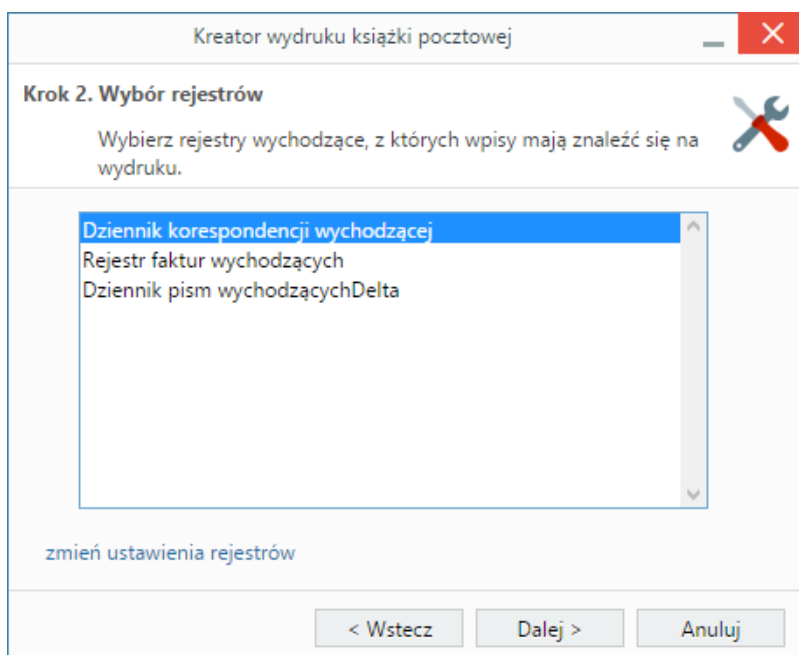 Kreator wydruku książki pocztowej
Krok 2. Wybór rejestrów
Wybierz rejestry wychodzące, z których wpisy mają znaleźć się na
wydruku.
Dziennik korespondencji wychodzącej
Rejestr faktur wychodzących
Dziennik pism wychodzącychDelta
zmień ustawienia rejestrów
< Wstecz
Dalej >
Anuluj